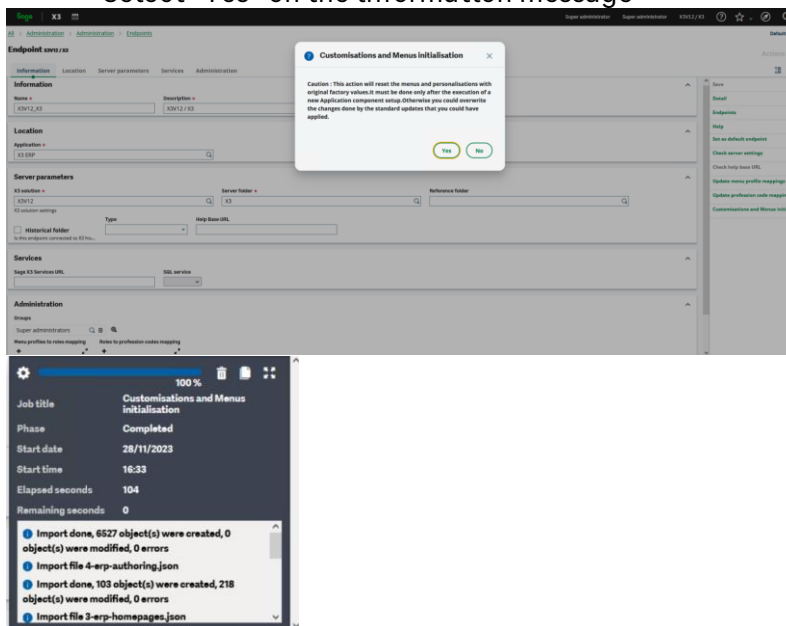 Select "Yes" on the information message
Sage X3
Super administrator Super administrator X3V12 / X3
All > Administration > Administration > Endpoints
Default
Endpoint X3V12 / X3
Actions
Information Location Server parameters Services Administration
Customisations and Menus initialisation
Caution : This action will reset the menus and personalisations with
original factory values.It must be done only after the execution of a
new Application component setup.Otherwise you could overwrite
the changes done by the standard updates that you could have
applied.
Yes No
Information
Name *
Description *
X3V12_X3
X3V12 / X3
Location
Application *
X3 ERP
Server parameters
X3 solution *
Server folder *
Reference folder
X3V12
X3
X3 solution settings
Historical folder
Type
Help Base URL
Is this endpoint connected to X3 his...
Services
Sage X3 Services URL
SQL service
Administration
Groups
Super administrators
Menu profiles to roles mapping
Roles to profession codes mapping
Save
Detail
Endpoints
Help
Set as default endpoint
Check server settings
Check help base URL
Update menu profile mappings
Update profession code mappin
Customisations and Menus init
100 %
Job title Customisations and Menus
initialisation
Phase Completed
Start date 28/11/2023
Start time 16:33
Elapsed seconds 104
Remaining seconds 0
Import done, 6527 object(s) were created, 0
object(s) were modified, 0 errors
Import file 4-erp-authoring.json
Import done, 103 object(s) were created, 218
object(s) were modified, 0 errors
Import file 3-erp-homepages.json